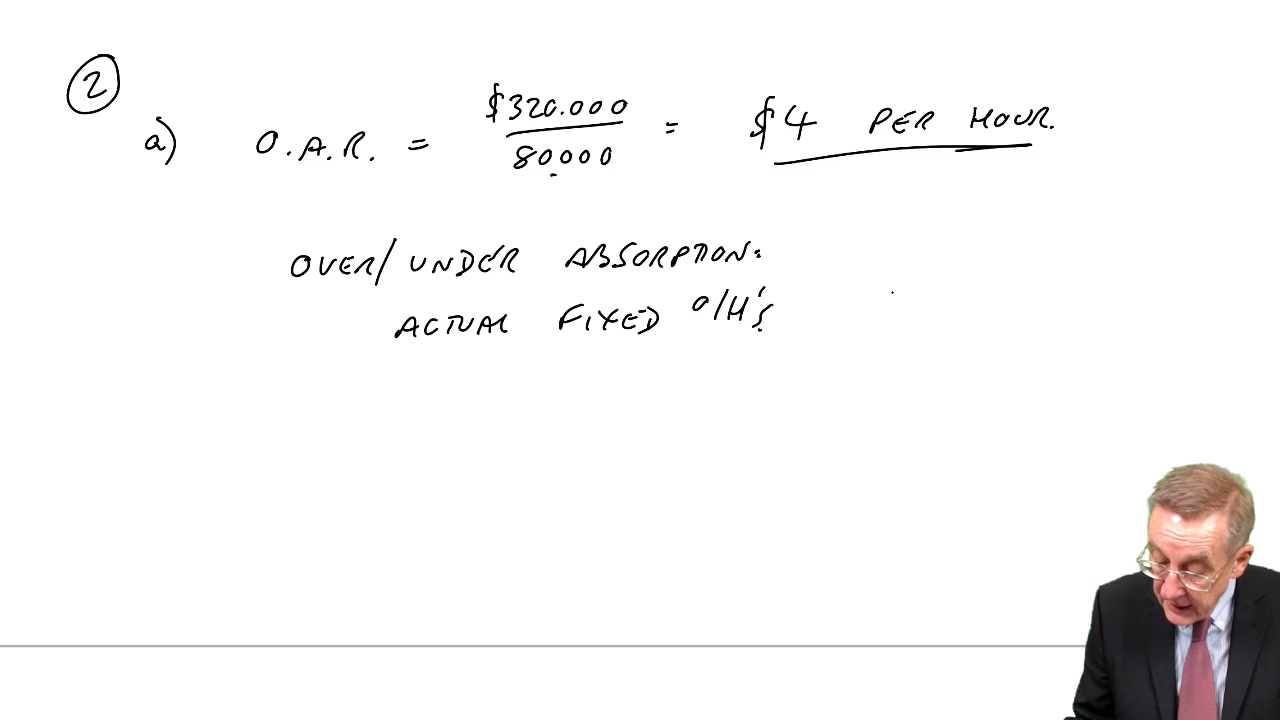 2
a) O.A.R. = $320.000 / 80000 = $4 PER HOUR.
OVER/UNDER ABSORPTION:
ACTUAL FIXED O/H's